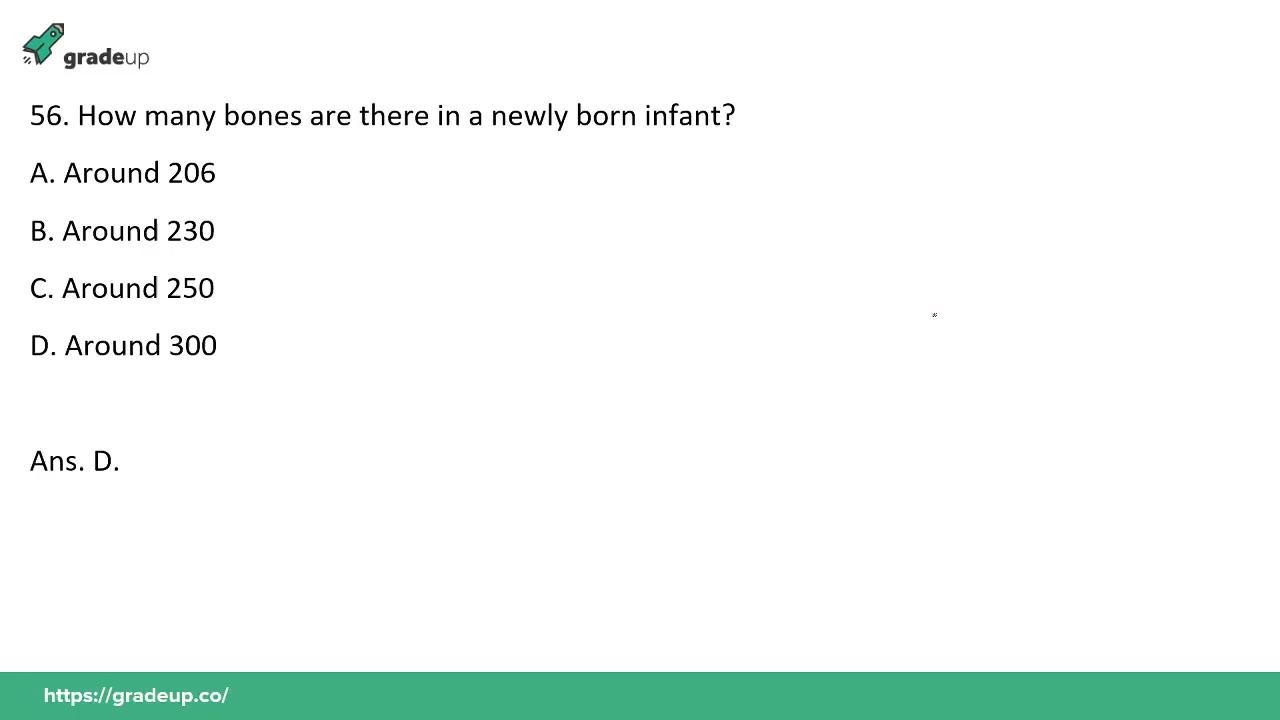 gradeup
56. How many bones are there in a newly born infant?
A. Around 206
B. Around 230
C. Around 250
D. Around 300
Ans. D.
https://gradeup.co/